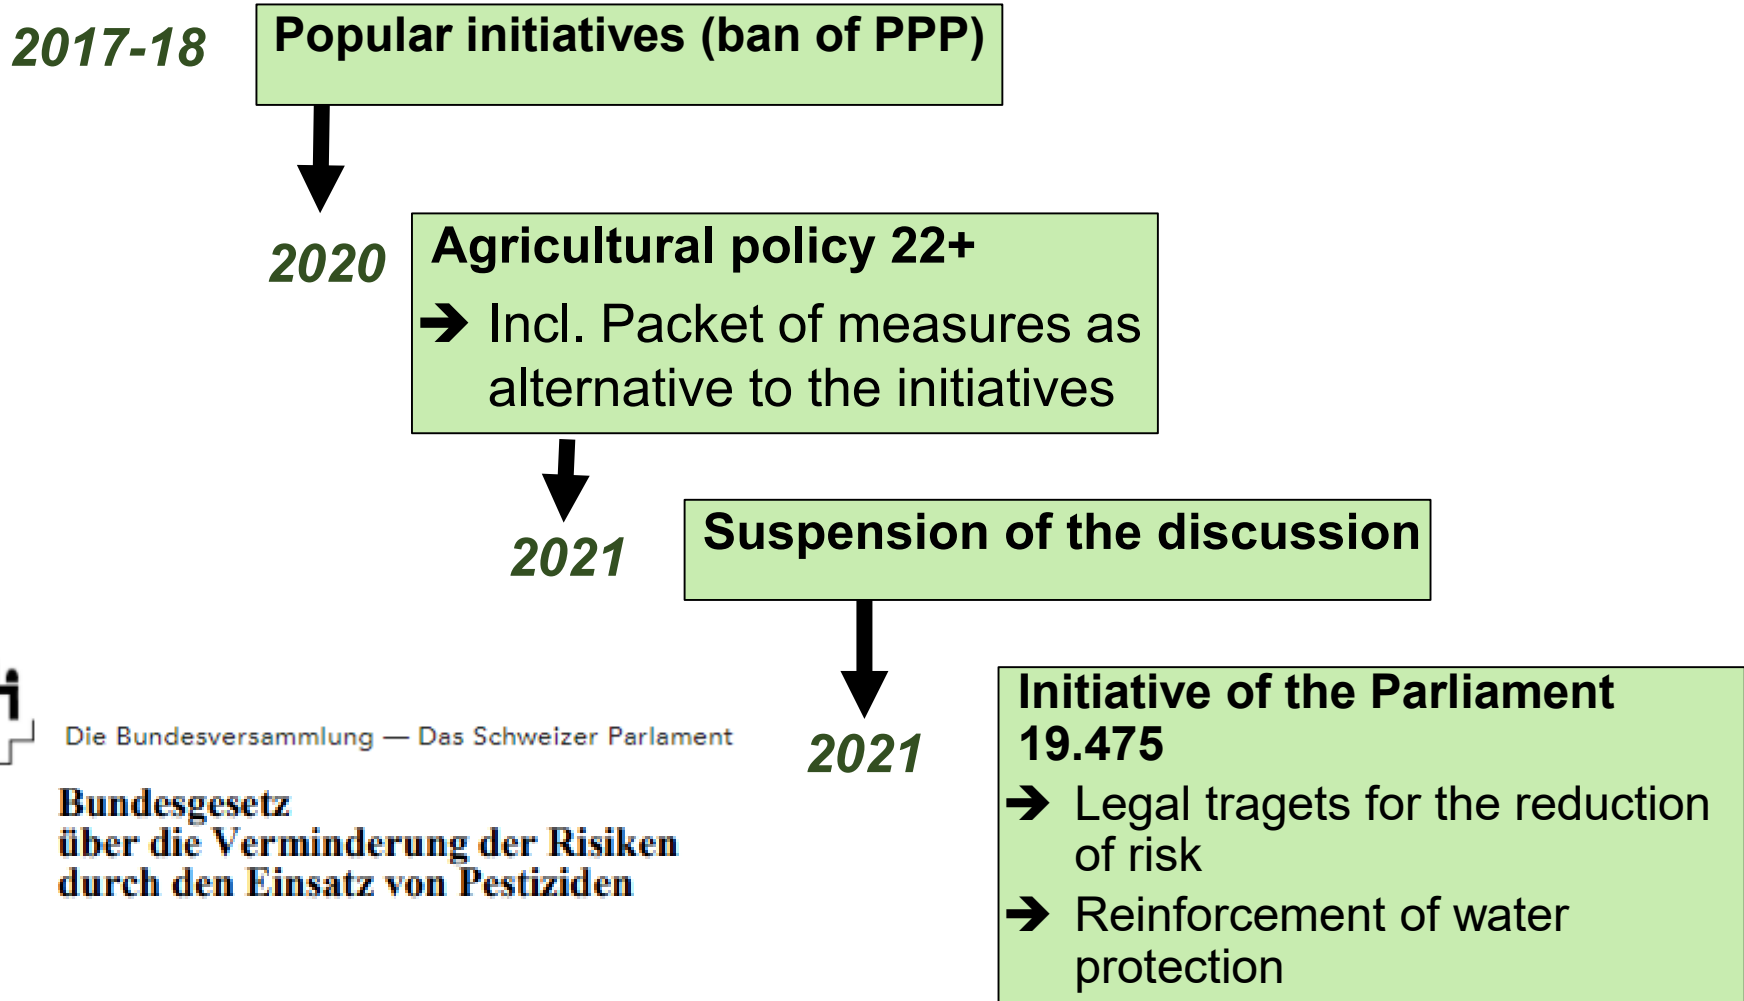 2017-18
Popular initiatives (ban of PPP)
2020
Agricultural policy 22+
➔ Incl. Packet of measures as
alternative to the initiatives
2021
Suspension of the discussion
2021
Initiative of the Parliament
19.475
➔ Legal tragets for the reduction
of risk
➔ Reinforcement of water
protection
Die Bundesversammlung — Das Schweizer Parlament
Bundesgesetz
über die Verminderung der Risiken
durch den Einsatz von Pestiziden